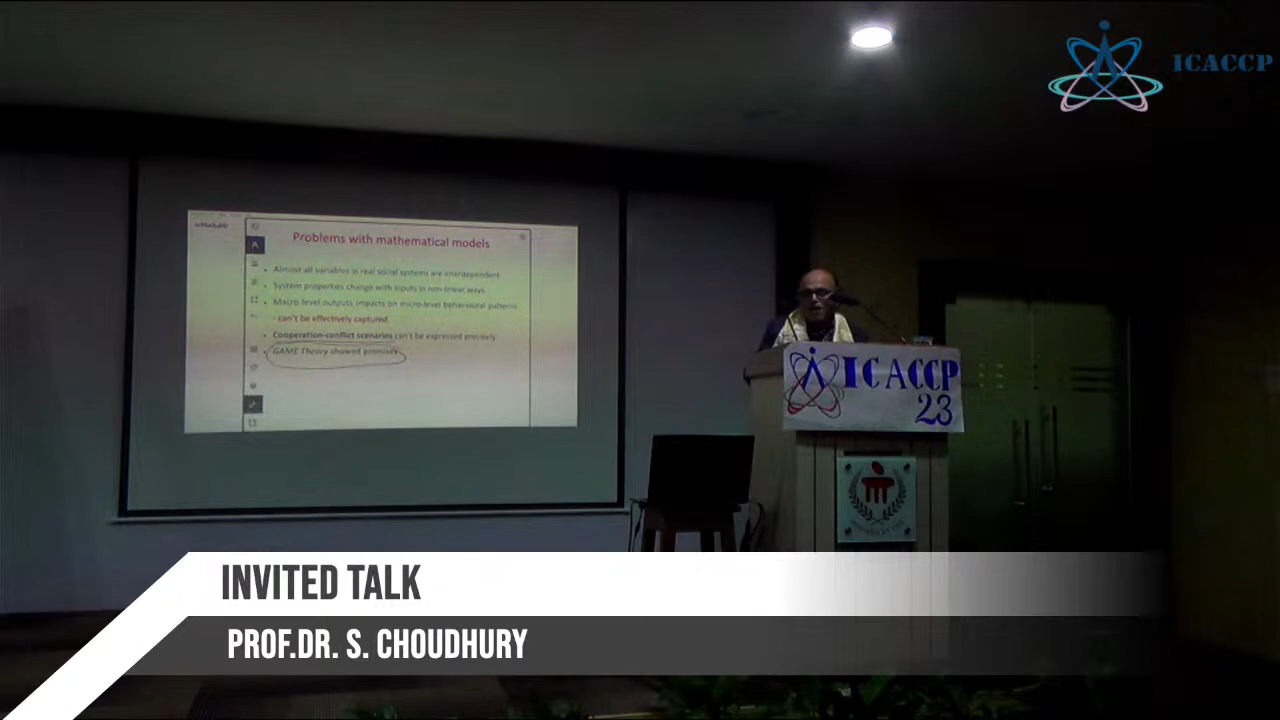 ICACCP
Problems with mathematical models
Almost all variables in real social systems are interdependent
System properties change with inputs in non-linear ways
Macro level outputs impacts on micro-level behavioural patterns
- can't be effectively captured
Cooperation-conflict scenarios can't be expressed precisely
GAME Theory showed promises
ICACCP
23
INVITED TALK
PROF.DR. S. CHOUDHURY